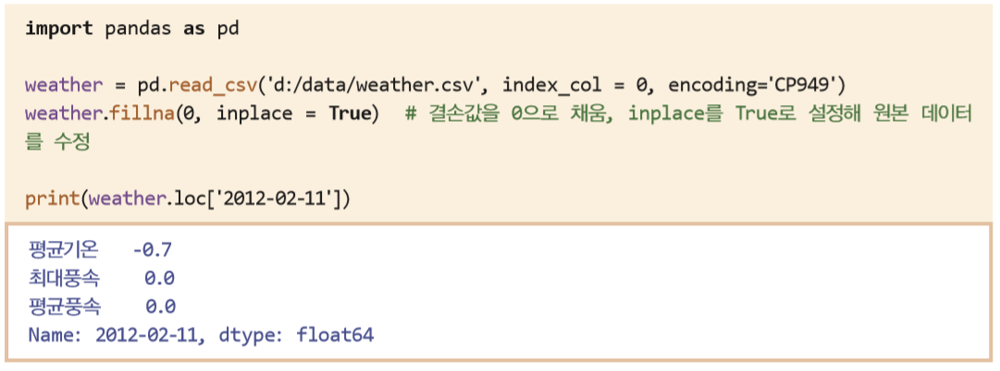 import pandas as pd
weather = pd.read_csv('d:/data/weather.csv', index_col = 0, encoding='CP949')
weather.fillna(0, inplace = True)  # 결손값을 0으로 채움, inplace를 True로 설정해 원본 데이터
를 수정
print(weather.loc['2012-02-11'])
평균기온   -0.7
최대풍속    0.0
평균풍속    0.0
Name: 2012-02-11, dtype: float64